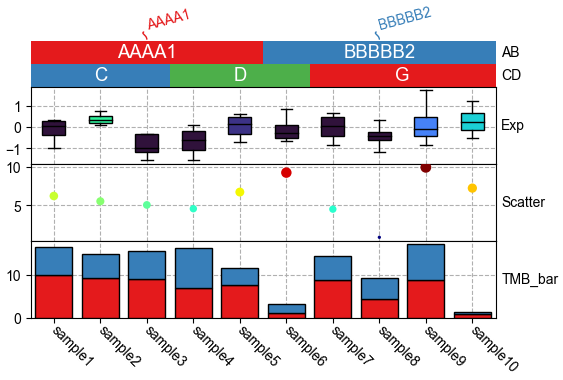 AAAA1 BBBBB2
AAAA1 BBBBB2 AB
C D G CD
1
0
−1
Exp
10
5
Scatter
10
0
TMB_bar
sample1 sample2 sample3 sample4 sample5 sample6 sample7 sample8 sample9 sample10